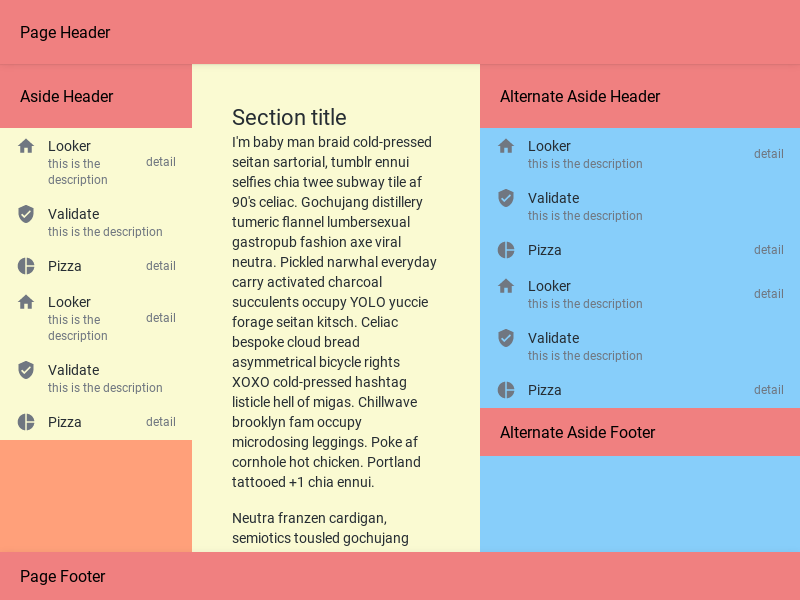 Page Header
Aside Header
Looker
this is the
description
detail
Validate
this is the description
Pizza
detail
Looker
this is the
description
detail
Validate
this is the description
Pizza
detail
Section title
I'm baby man braid cold-pressed
seitan sartorial, tumblr ennui
selfies chia twee subway tile af
90's celiac. Gochujang distillery
tumeric flannel lumbersexual
gastropub fashion axe viral
neutra. Pickled narwhal everyday
carry activated charcoal
succulents occupy YOLO yuccie
forage seitan kitsch. Celiac
bespoke cloud bread
asymmetrical bicycle rights
XOXO cold-pressed hashtag
listicle hell of migas. Chillwave
brooklyn fam occupy
microdosing leggings. Poke af
cornhole hot chicken. Portland
tattooed +1 chia ennui.
Neutra franzen cardigan,
semiotics tousled gochujang
Alternate Aside Header
Looker
this is the description
detail
Validate
this is the description
Pizza
detail
Looker
this is the description
detail
Validate
this is the description
Pizza
detail
Alternate Aside Footer
Page Footer